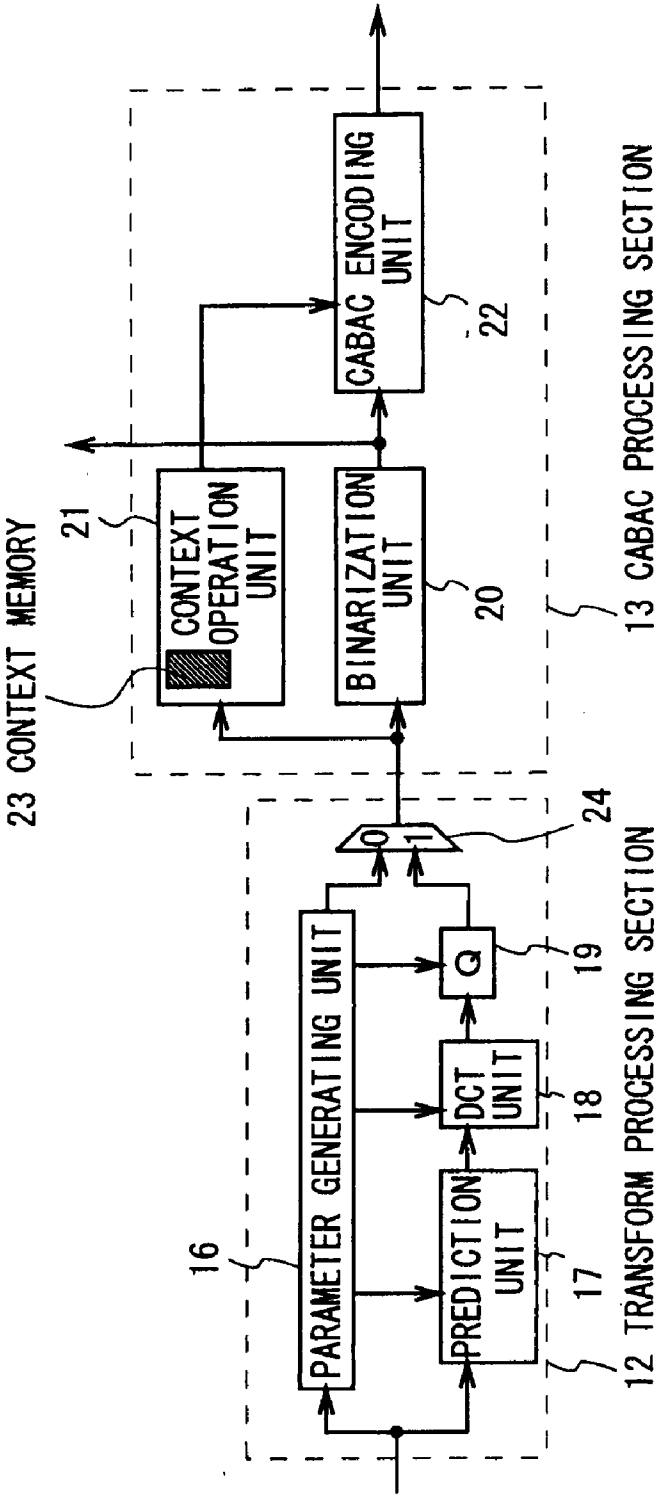 23 CONTEXT MEMORY
21
CONTEXT
OPERATION
UNIT
CABAC ENCODING
UNIT
22
BINARIZATION
UNIT
20
13 CABAC PROCESSING SECTION
16
PARAMETER GENERATING UNIT
0
1
24
PREDICTION
UNIT
17
DCT
UNIT
18
Q
19
12 TRANSFORM PROCESSING SECTION